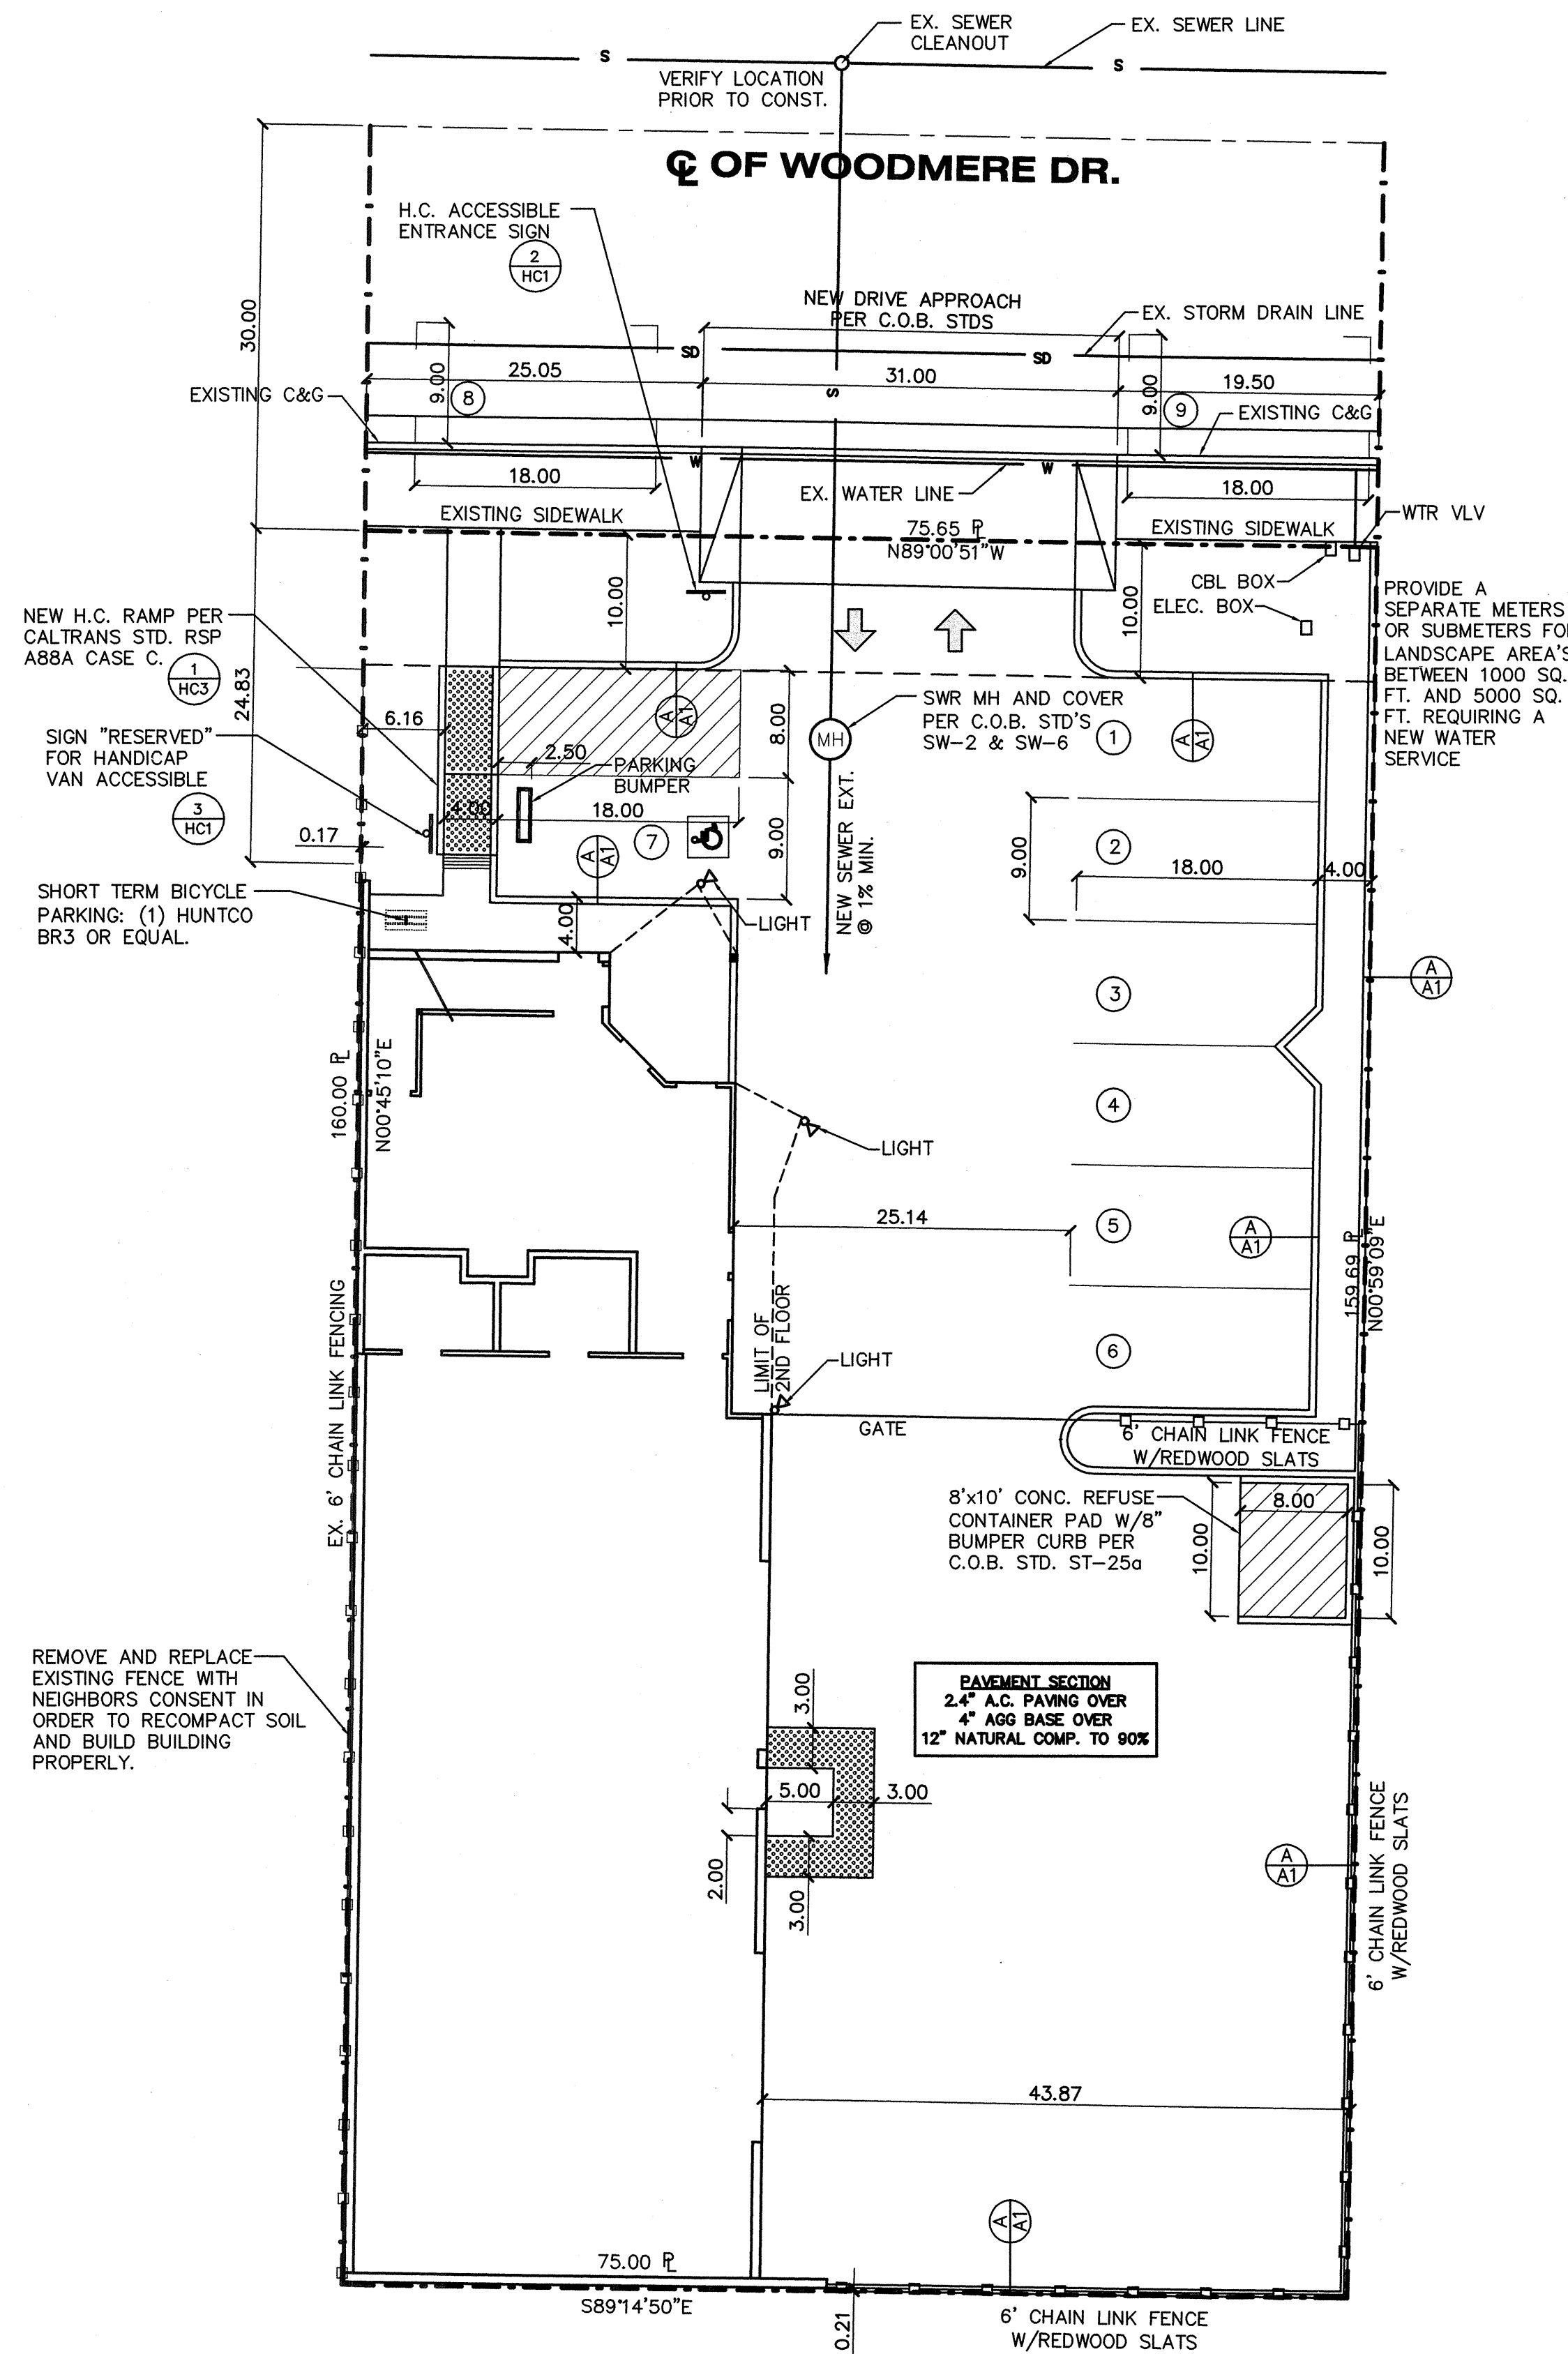 EX. SEWER
CLEANOUT
EX. SEWER LINE
S
S
VERIFY LOCATION
PRIOR TO CONST.
℄ OF WOODMERE DR.
H.C. ACCESSIBLE
ENTRANCE SIGN
2
HC1
30.00
NEW DRIVE APPROACH
PER C.O.B. STDS
EX. STORM DRAIN LINE
SD
SD
25.05
31.00
19.50
9.00
8
S
9.00
9
EXISTING C&G
EXISTING C&G
W
W
18.00
EX. WATER LINE
18.00
EXISTING SIDEWALK
75.65 PL
N89°00'51"W
EXISTING SIDEWALK
WTR VLV
CBL BOX
ELEC. BOX
10.00
10.00
PROVIDE A
SEPARATE METERS
OR SUBMETERS FO
LANDSCAPE AREA'S
BETWEEN 1000 SQ.
FT. AND 5000 SQ.
FT. REQUIRING A
NEW WATER
SERVICE
NEW H.C. RAMP PER
CALTRANS STD. RSP
A88A CASE C.
1
HC3
24.83
6.16
A
A1
8.00
SWR MH AND COVER
PER C.O.B. STD'S
SW-2 & SW-6
MH
1
A
A1
SIGN "RESERVED"
FOR HANDICAP
VAN ACCESSIBLE
3
HC1
2.50
PARKING
BUMPER
4.00
18.00
7
9.00
0.17
A
A1
NEW SEWER EXT.
@ 1% MIN.
9.00
2
18.00
4.00
SHORT TERM BICYCLE
PARKING: (1) HUNTCO
BR3 OR EQUAL.
4.00
LIGHT
3
A
A1
160.00 PL
N00°45'10"E
4
LIGHT
25.14
5
A
A1
159.69 PL
N00°59'09"E
EX. 6' CHAIN LINK FENCING
LIMIT OF
2ND FLOOR
LIGHT
6
GATE
6' CHAIN LINK FENCE
W/REDWOOD SLATS
8'x10' CONC. REFUSE
CONTAINER PAD W/8"
BUMPER CURB PER
C.O.B. STD. ST-25a
8.00
10.00
10.00
REMOVE AND REPLACE
EXISTING FENCE WITH
NEIGHBORS CONSENT IN
ORDER TO RECOMPACT SOIL
AND BUILD BUILDING
PROPERLY.
PAVEMENT SECTION
2.4" A.C. PAVING OVER
4" AGG BASE OVER
12" NATURAL COMP. TO 90%
3.00
5.00
3.00
2.00
3.00
6' CHAIN LINK FENCE
W/REDWOOD SLATS
A
A1
43.87
A
A1
75.00 PL
S89°14'50"E
0.21
6' CHAIN LINK FENCE
W/REDWOOD SLATS